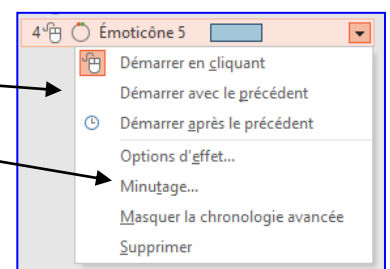 4 Émoticône 5
Démarrer en cliquant
Démarrer avec le précédent
Démarrer après le précédent
Options d'effet...
Minutage...
Masquer la chronologie avancée
Supprimer